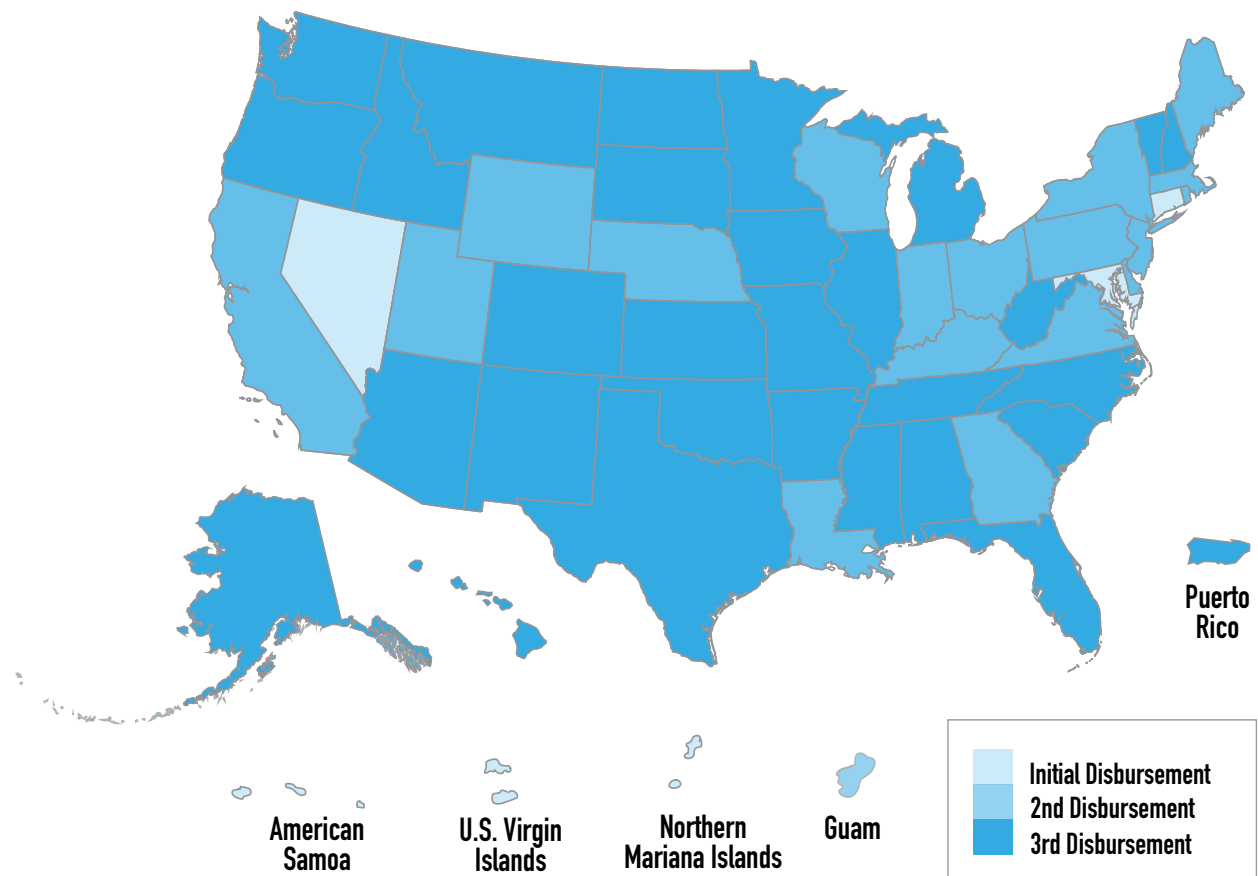 Puerto
Rico
American
Samoa
U.S. Virgin
Islands
Northern
Mariana Islands
Guam
Initial Disbursement
2nd Disbursement
3rd Disbursement